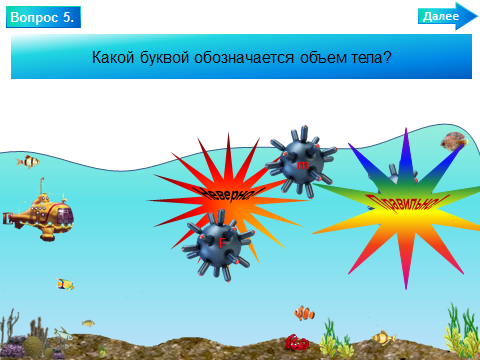 Вопрос 5.
Далее
Какой буквой обозначается объем тела?
m
Неверно!
Правильно!
F